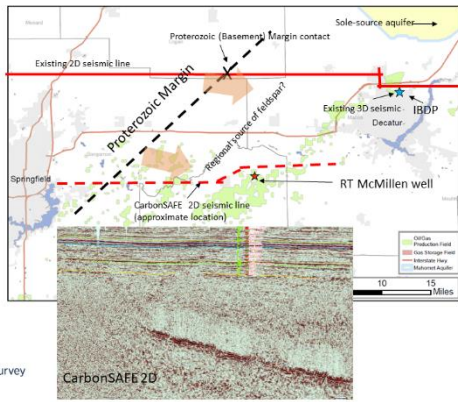 Sole-source aquifer
Proterozoic (Basement) Margin contact
Existing 2D seismic line
Proterozoic Margin
Regional source of feldspar?
Existing 3D seismic
IBDP
Decatur
Springfield
RT McMillen well
CarbonSAFE 2D seismic line
(approximate location)
Oil/Gas
Production Field
Gas Storage Field
Interstate Hwy
Mahomet Aquifer
10 15
Miles
urvey
CarbonSAFE 2D